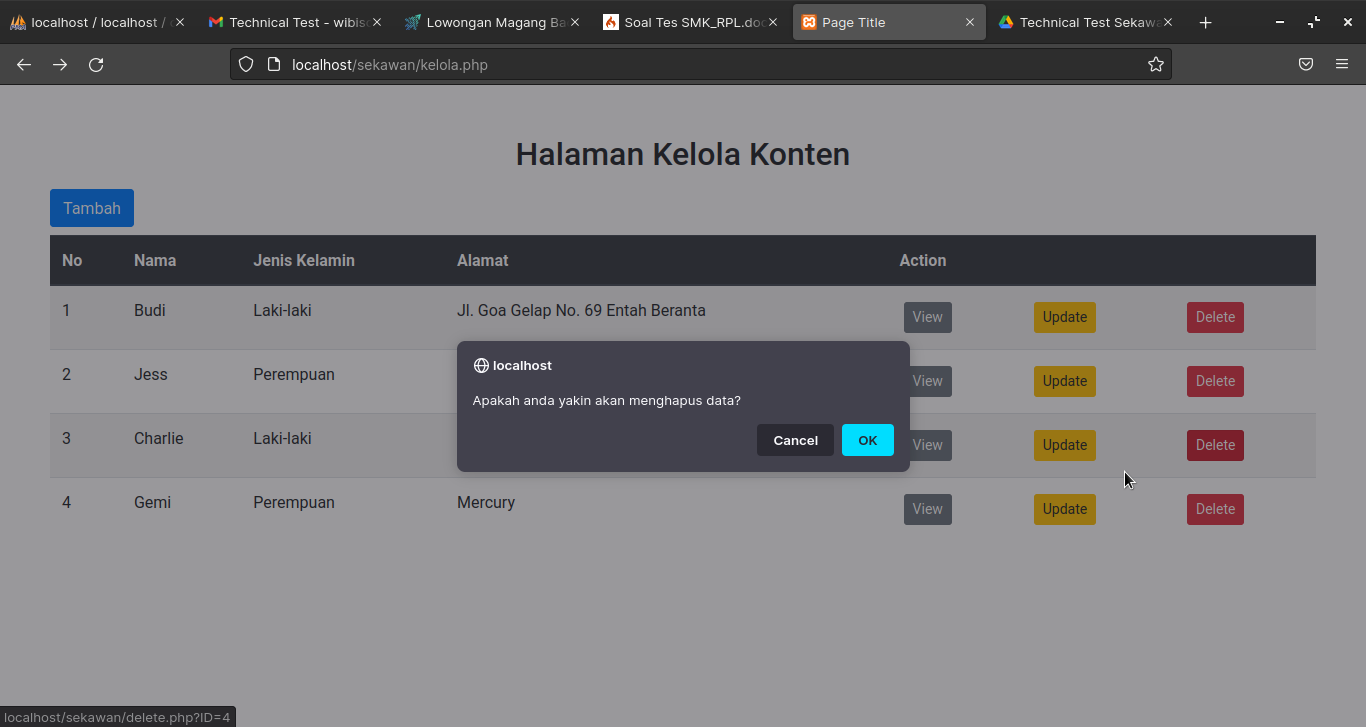 localhost / localhost /
Technical Test - wibis
Lowongan Magang Ba
Soal Tes SMK_RPL.doc
Page Title
Technical Test Sekawa
localhost/sekawan/kelola.php
Halaman Kelola Konten
Tambah
No Nama Jenis Kelamin Alamat Action
1 Budi Laki-laki Jl. Goa Gelap No. 69 Entah Beranta View Update Delete
2 Jess Perempuan View Update Delete
3 Charlie Laki-laki View Update Delete
4 Gemi Perempuan Mercury View Update Delete
localhost
Apakah anda yakin akan menghapus data?
Cancel OK
localhost/sekawan/delete.php?ID=4